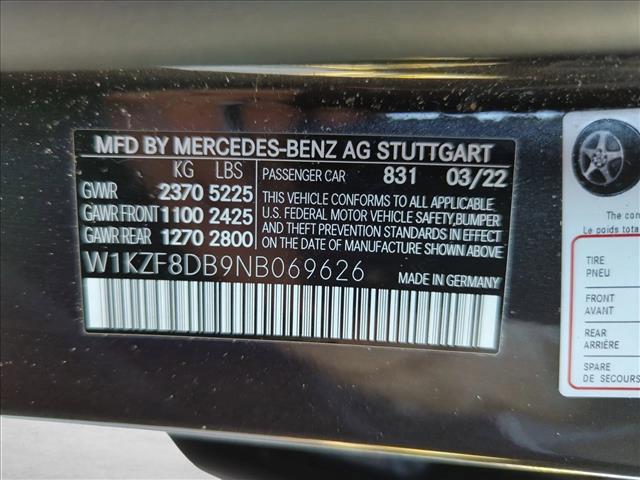 MFD BY MERCEDES-BENZ AG STUTTGART
KG LBS PASSENGER CAR 831 03/22
GVWR 2370 5225
GAWR FRONT 1100 2425
GAWR REAR 1270 2800
THIS VEHICLE CONFORMS TO ALL APPLICABLE
U.S. FEDERAL MOTOR VEHICLE SAFETY, BUMPER
AND THEFT PREVENTION STANDARDS IN EFFECT
ON THE DATE OF MANUFACTURE SHOWN ABOVE
W1KZF8DB9NB069626 MADE IN GERMANY
The com
Le poids tota
TIRE
PNEU
FRONT
AVANT
REAR
ARRIÈRE
SPARE
DE SECOURS